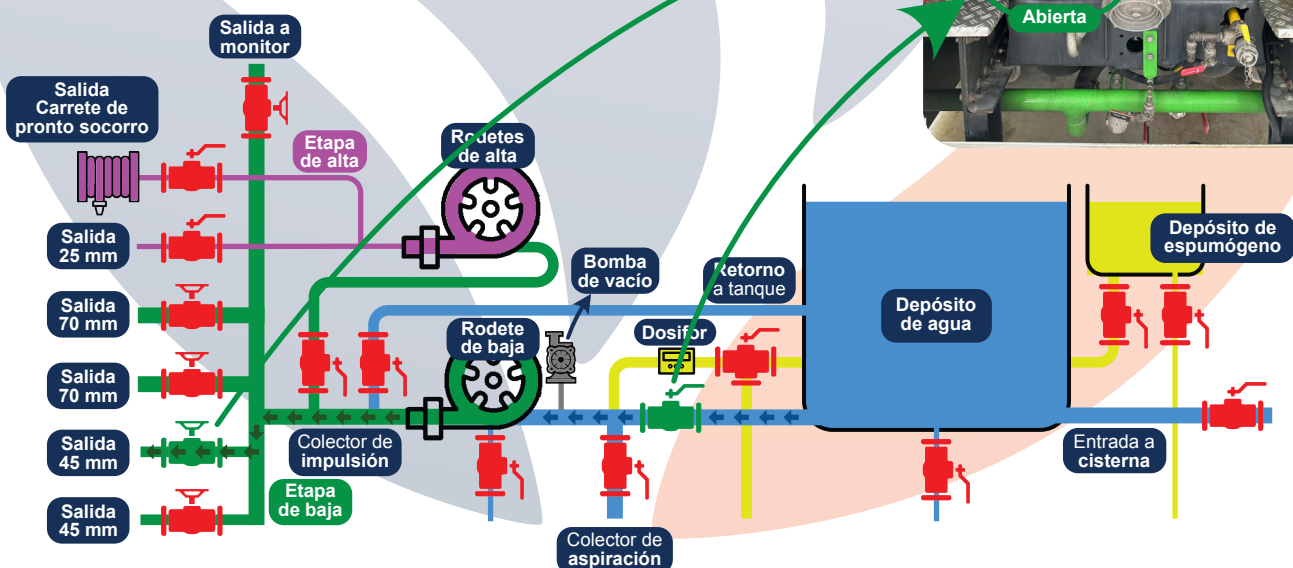 Abierta
Salida a
monitor
Salida
Carrete de
pronto socorro
Etapa
de alta
Rodetes
de alta
Salida
25 mm
Bomba
de vacío
Retorno
a tanque
Depósito de
espumógeno
Salida
70 mm
Depósito
de agua
Rodete
de baja
Dosifor
Salida
70 mm
Salida
45 mm
Colector de
impulsión
Entrada a
cisterna
Etapa
de baja
Salida
45 mm
Colector de
aspiración